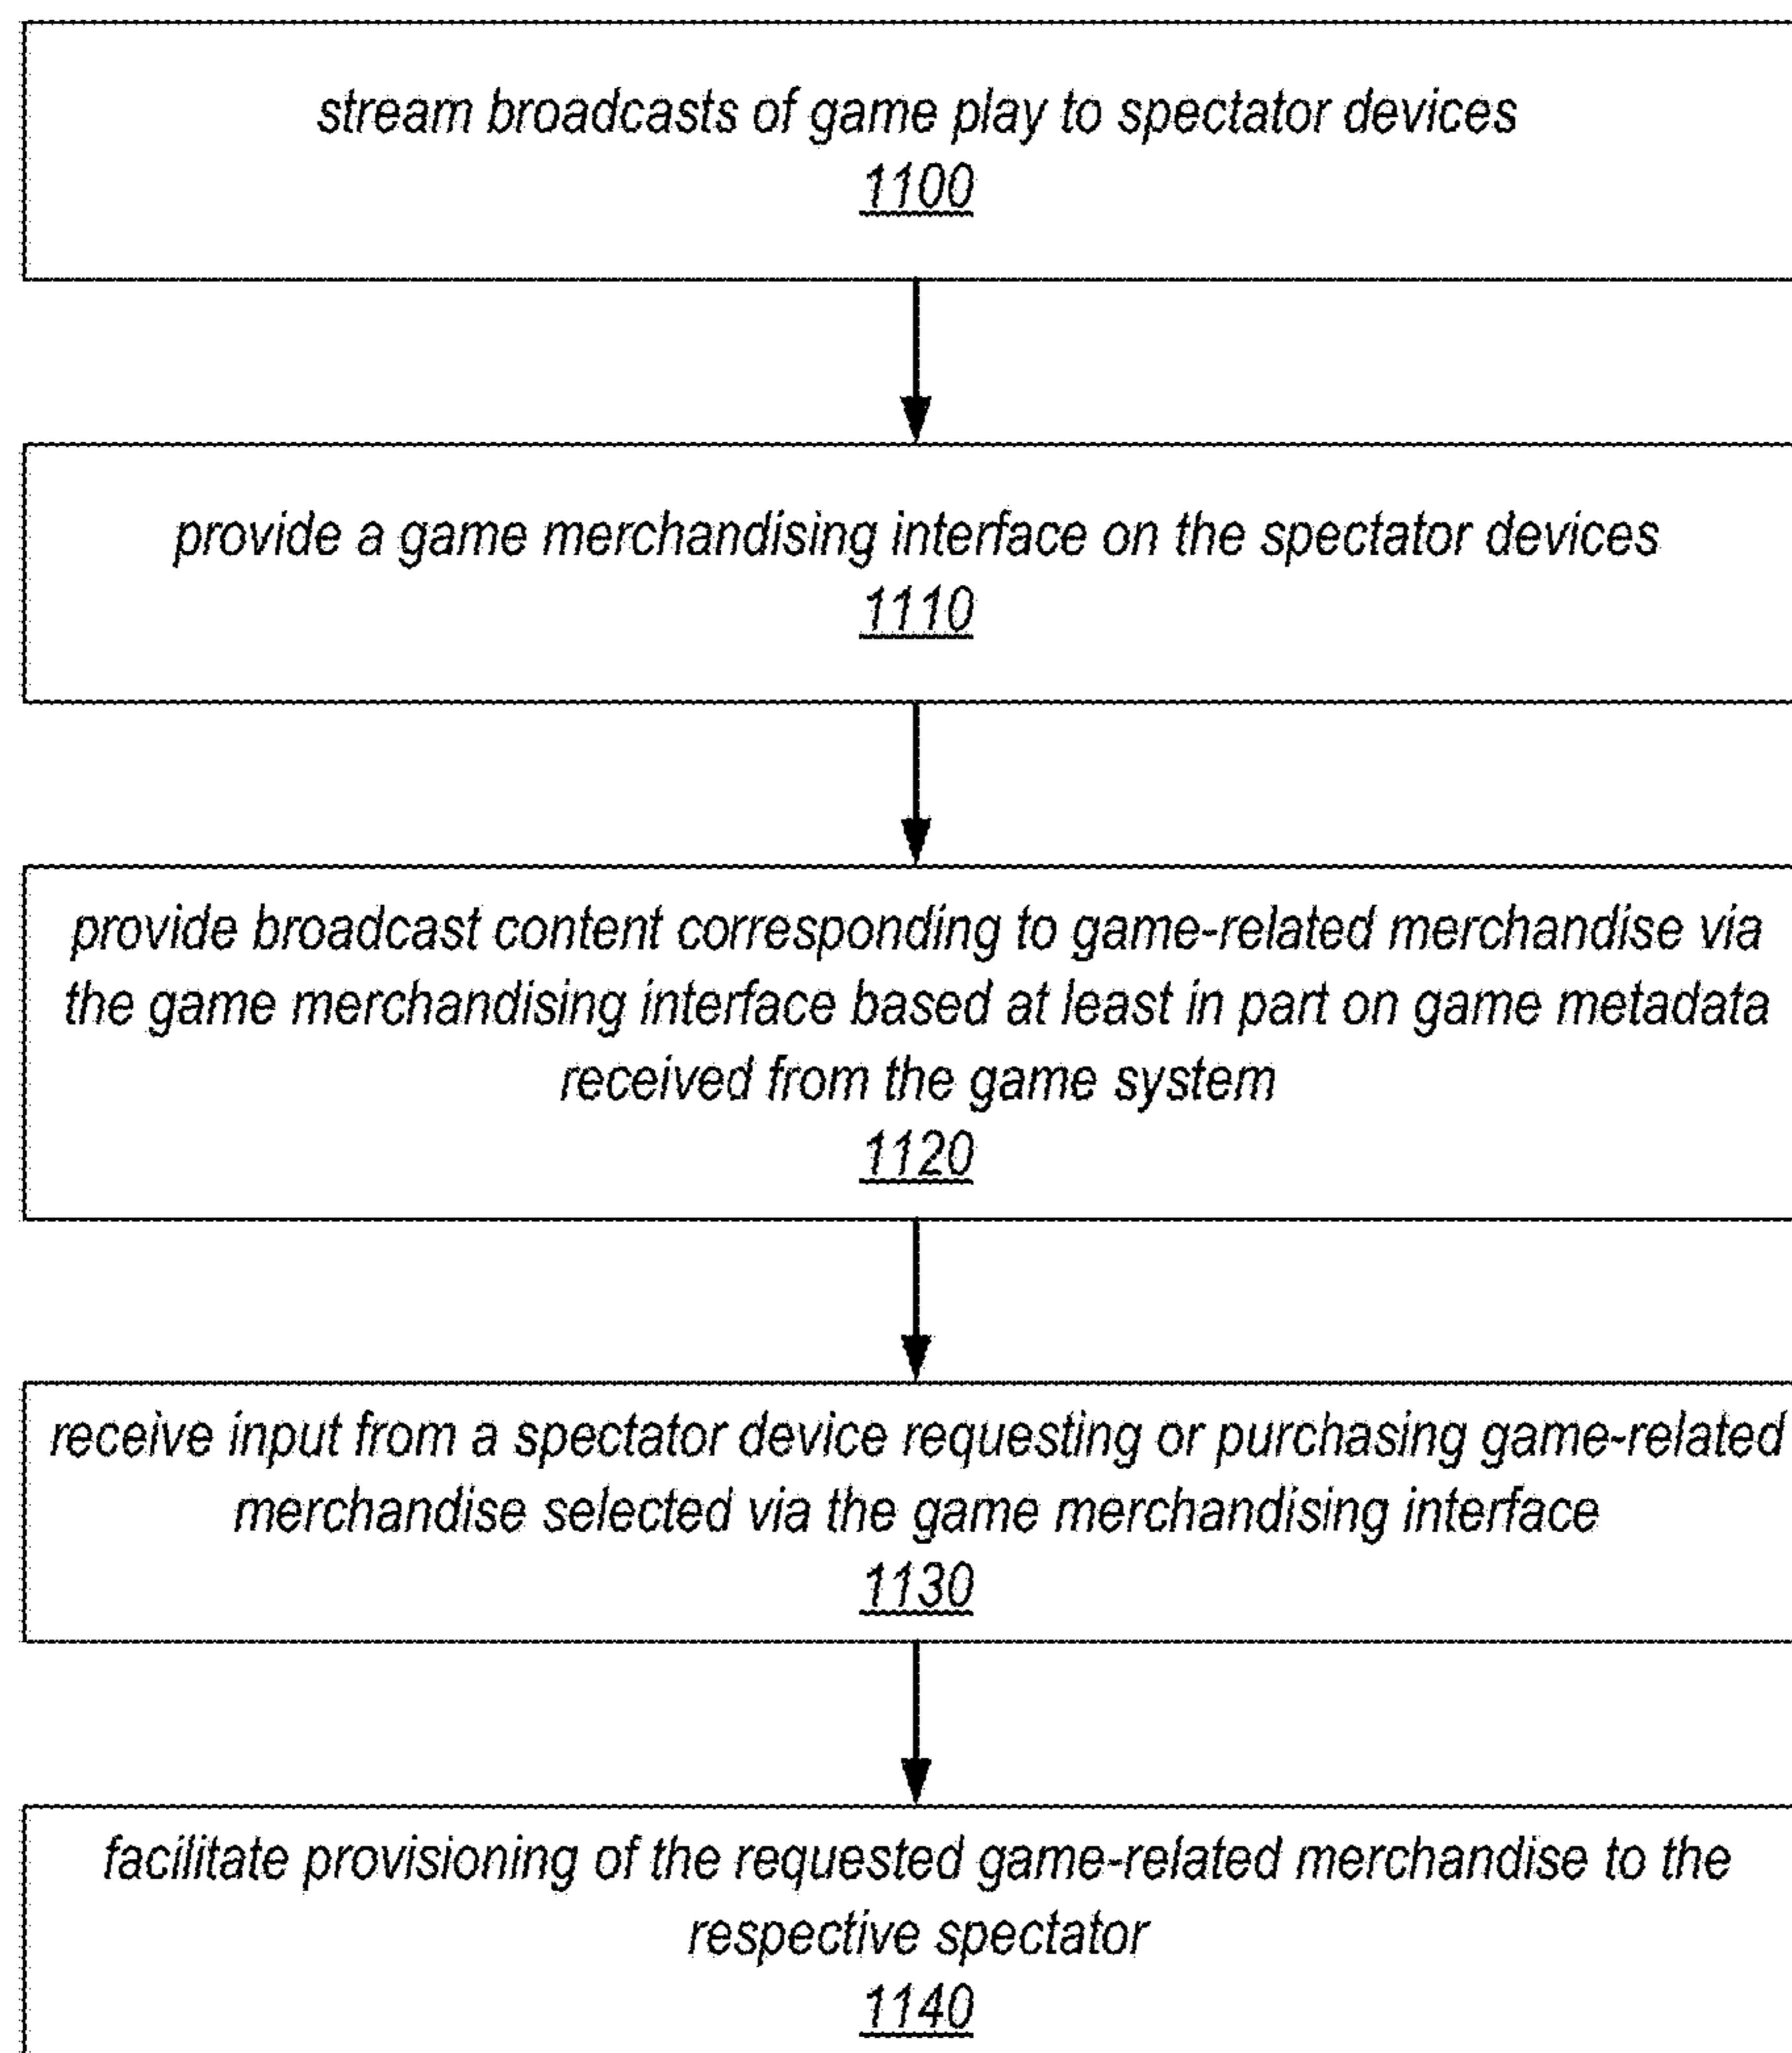 stream broadcasts of game play to spectator devices
1100
provide a game merchandising interface on the spectator devices
1110
provide broadcast content corresponding to game-related merchandise via
the game merchandising interface based at least in part on game metadata
received from the game system
1120
receive input from a spectator device requesting or purchasing game-related
merchandise selected via the game merchandising interface
1130
facilitate provisioning of the requested game-related merchandise to the
respective spectator
1140